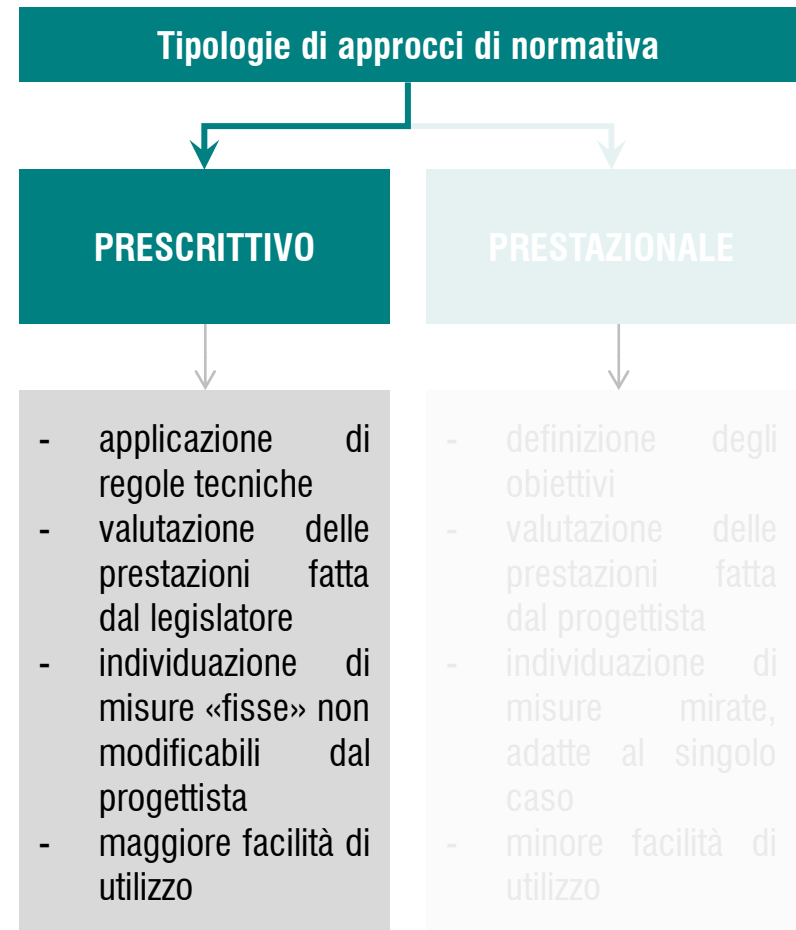 Tipologie di approcci di normativa
PRESCRITTIVO
PRESTAZIONALE
- applicazione di
regole tecniche
- valutazione delle
prestazioni fatta
dal legislatore
- individuazione di
misure «fisse» non
modificabili dal
progettista
- maggiore facilità di
utilizzo
- definizione degli
obiettivi
- valutazione delle
prestazioni fatta
dal progettista
- individuazione di
misure mirate,
adatte al singolo
caso
- minore facilità di
utilizzo